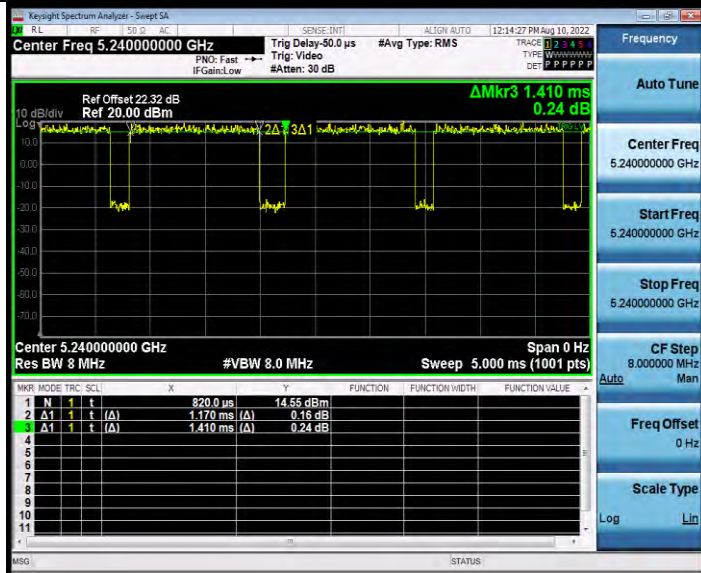 Keysight Spectrum Analyzer - Swept SA
RL RF 50 Ω AC SENSE:INT ALIGN AUTO 12:14:27 PM Aug 10, 2022
Center Freq 5.240000000 GHz
PNO: Fast
IFGain:Low
Trig Delay-50.0 µs
Trig: Video
#Atten: 30 dB
#Avg Type: RMS
TRACE 1 2 3 4 5 6
TYPE W
DET P P P P P P
Ref Offset 22.32 dB
10 dB/div Ref 20.00 dBm
ΔMkr3 1.410 ms
0.24 dB
Log
2Δ1 3Δ1
10.0
0.00
-10.0
-20.0
-30.0
-40.0
-50.0
-60.0
-70.0
Center 5.240000000 GHz Span 0 Hz
Res BW 8 MHz #VBW 8.0 MHz Sweep 5.000 ms (1001 pts)
MKR MODE TRC SCL X Y FUNCTION FUNCTION WIDTH FUNCTION VALUE
1 N 1 t 820.0 µs 14.55 dBm
2 Δ1 1 t (Δ) 1.170 ms (Δ) 0.16 dB
3 Δ1 1 t (Δ) 1.410 ms (Δ) 0.24 dB
4
5
6
7
8
9
10
11
MSG STATUS
Frequency
Auto Tune
Center Freq
5.240000000 GHz
Start Freq
5.240000000 GHz
Stop Freq
5.240000000 GHz
CF Step
8.000000 MHz
Auto Man
Freq Offset
0 Hz
Scale Type
Log Lin